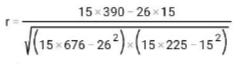 r = (15×390 − 26×15) / √((15×676 − 26²)×(15×225 − 15²))